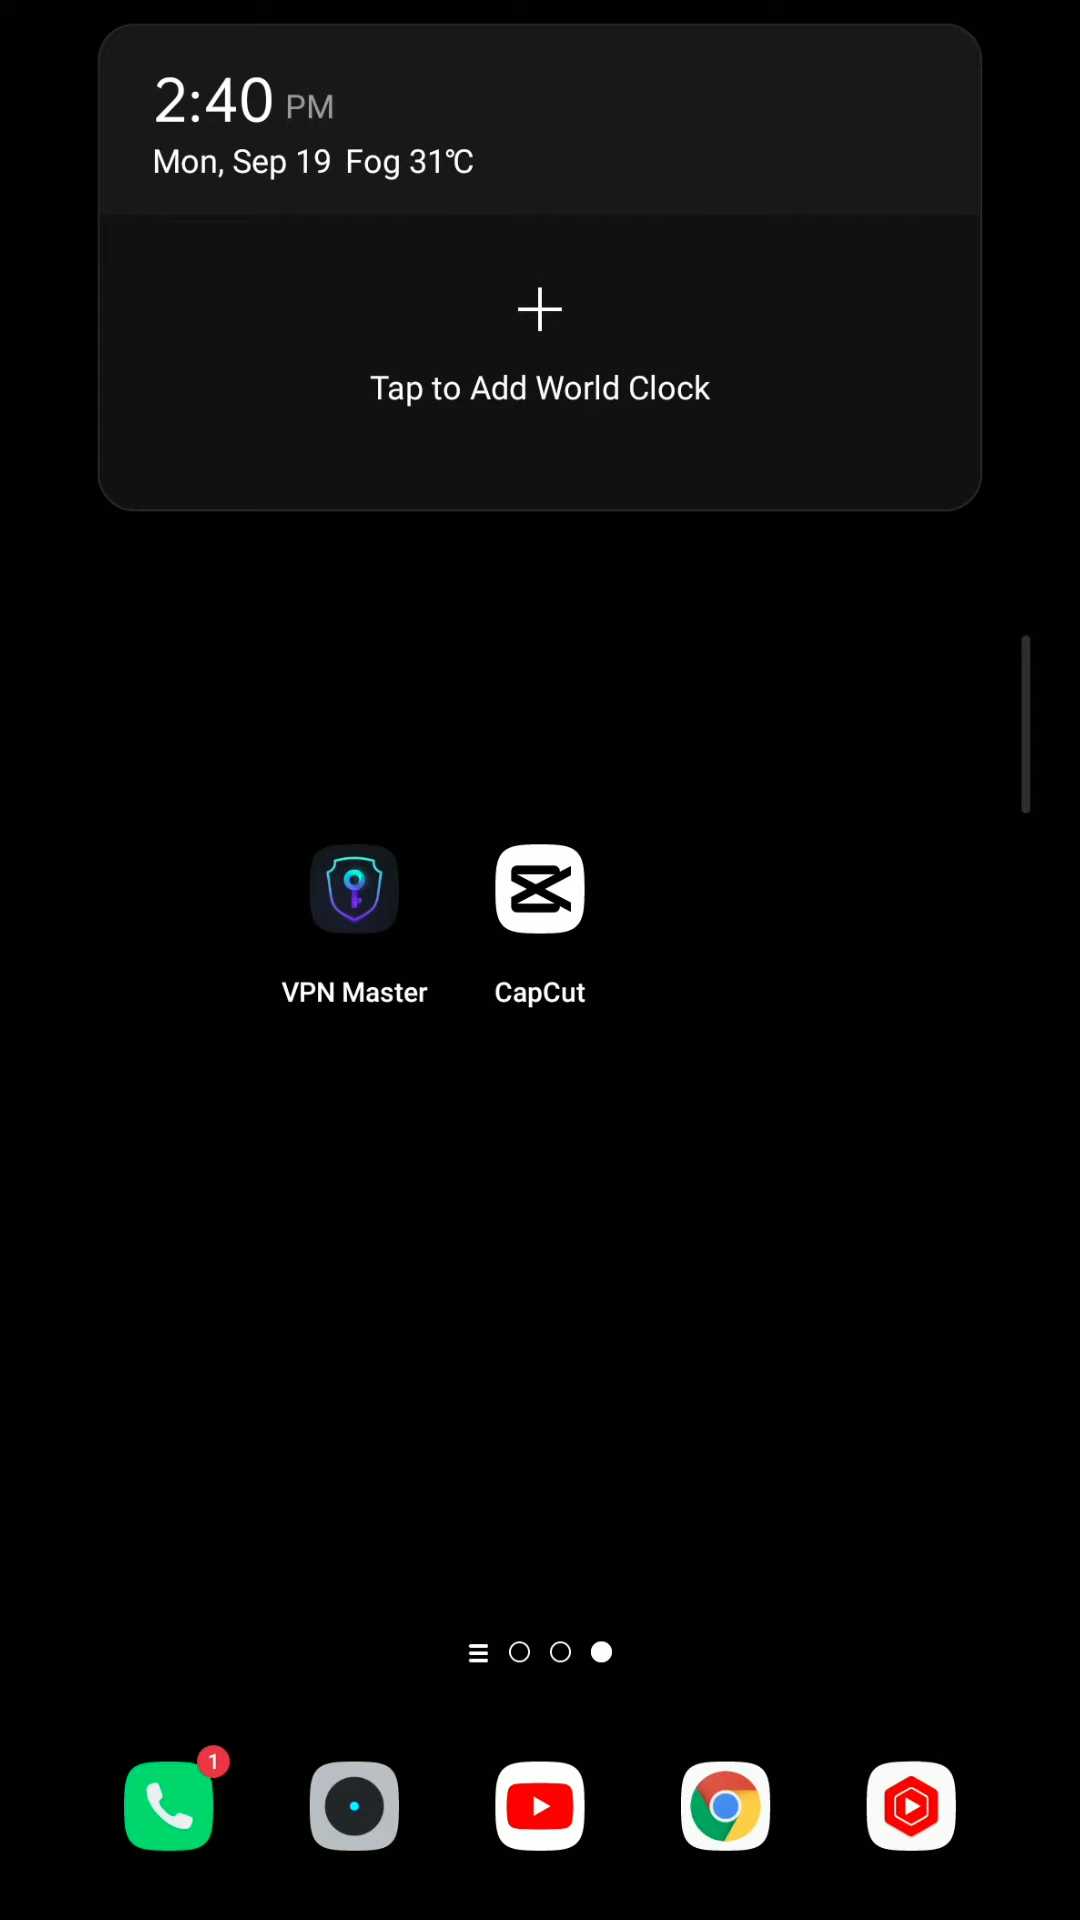 2:40 PM
Mon, Sep 19 Fog 31℃
Tap to Add World Clock
VPN Master
CapCut
1